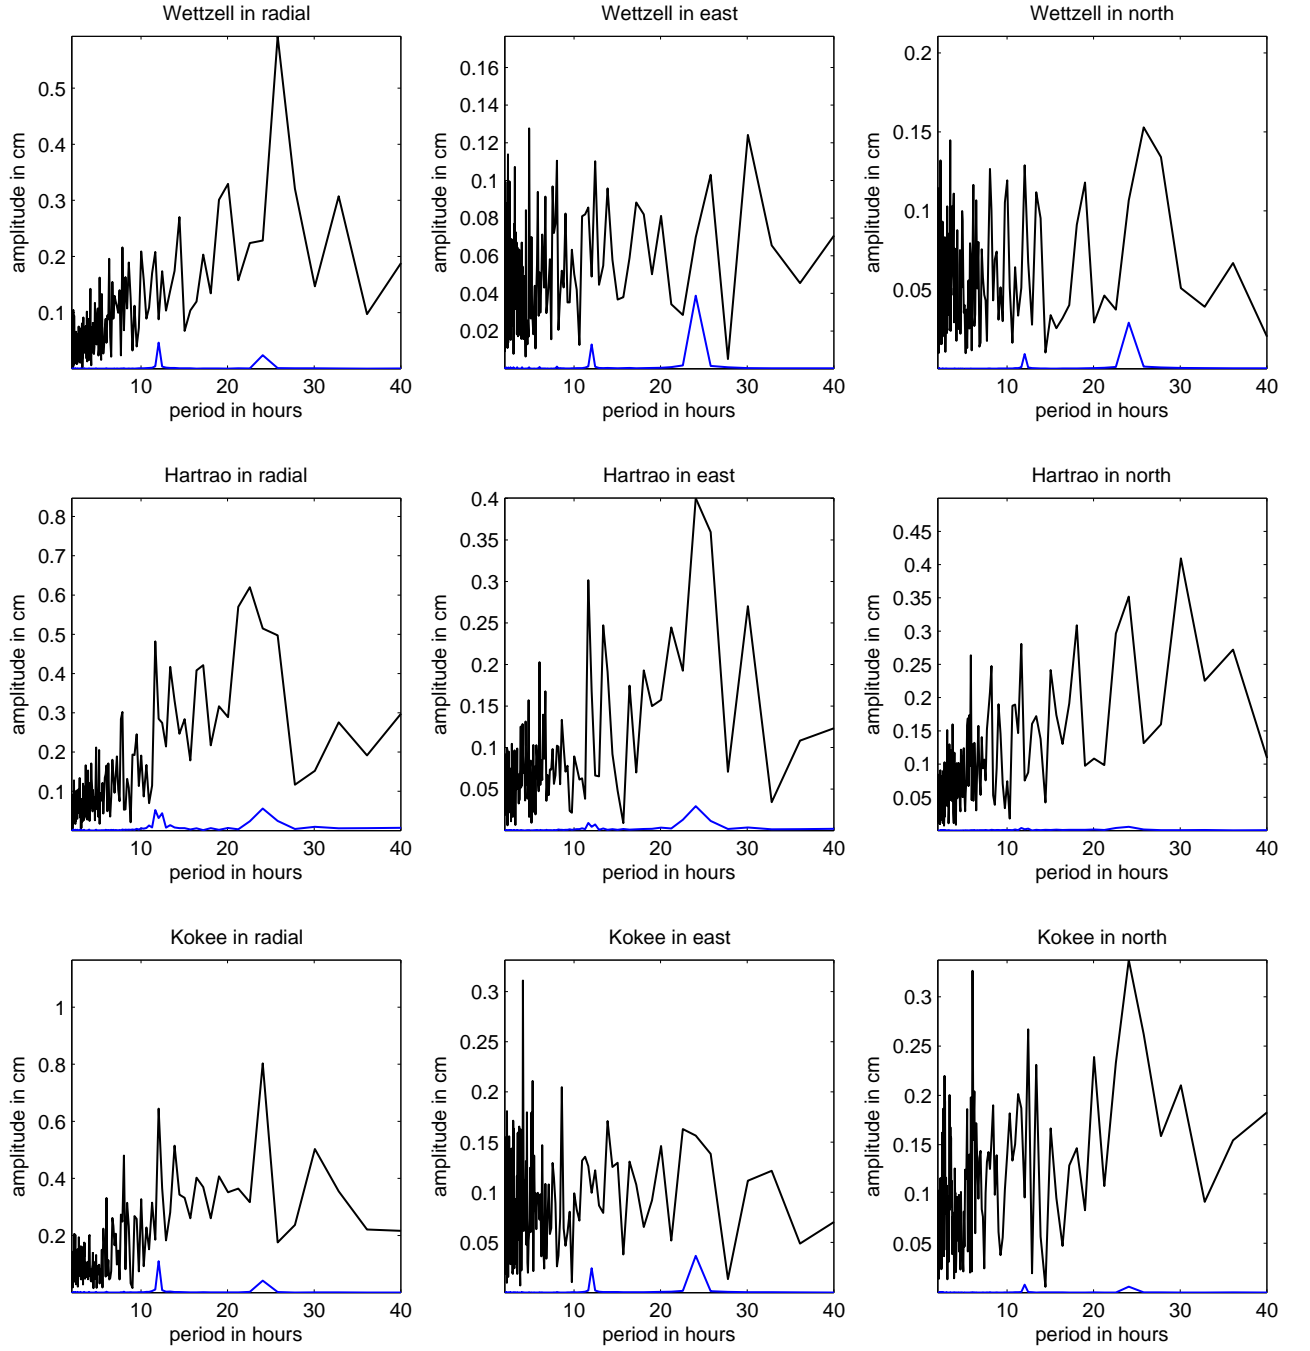 Wettzell in radial
Wettzell in east
Wettzell in north
amplitude in cm
0.5
0.4
0.3
0.2
0.1
10 20 30 40
period in hours
amplitude in cm
0.16
0.14
0.12
0.1
0.08
0.06
0.04
0.02
10 20 30 40
period in hours
amplitude in cm
0.2
0.15
0.1
0.05
10 20 30 40
period in hours
Hartrao in radial
Hartrao in east
Hartrao in north
amplitude in cm
0.8
0.7
0.6
0.5
0.4
0.3
0.2
0.1
10 20 30 40
period in hours
amplitude in cm
0.4
0.35
0.3
0.25
0.2
0.15
0.1
0.05
10 20 30 40
period in hours
amplitude in cm
0.45
0.4
0.35
0.3
0.25
0.2
0.15
0.1
0.05
10 20 30 40
period in hours
Kokee in radial
Kokee in east
Kokee in north
amplitude in cm
1
0.8
0.6
0.4
0.2
10 20 30 40
period in hours
amplitude in cm
0.3
0.25
0.2
0.15
0.1
0.05
10 20 30 40
period in hours
amplitude in cm
0.3
0.25
0.2
0.15
0.1
0.05
10 20 30 40
period in hours